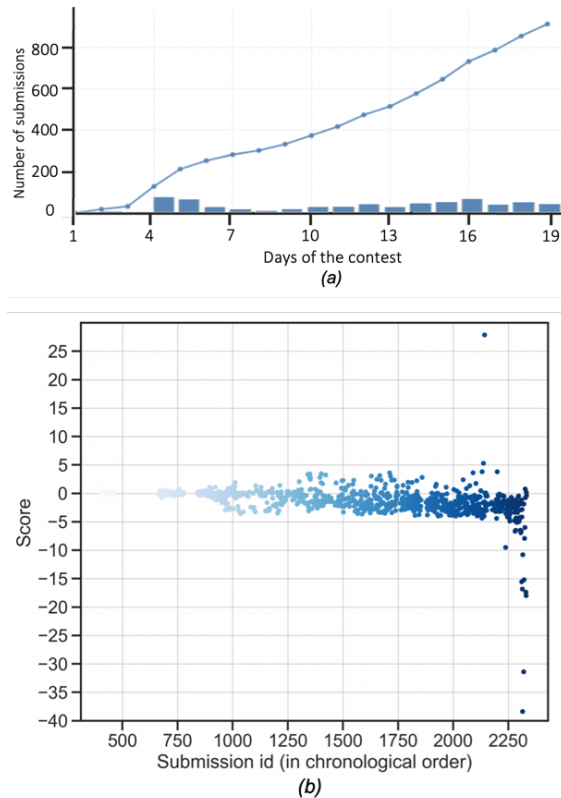 Number of submissions
800
600
400
200
0
1 4 7 10 13 16 19
Days of the contest
(a)
Score
25
20
15
10
5
0
−5
−10
−15
−20
−25
−30
−35
−40
500 750 1000 1250 1500 1750 2000 2250
Submission id (in chronological order)
(b)